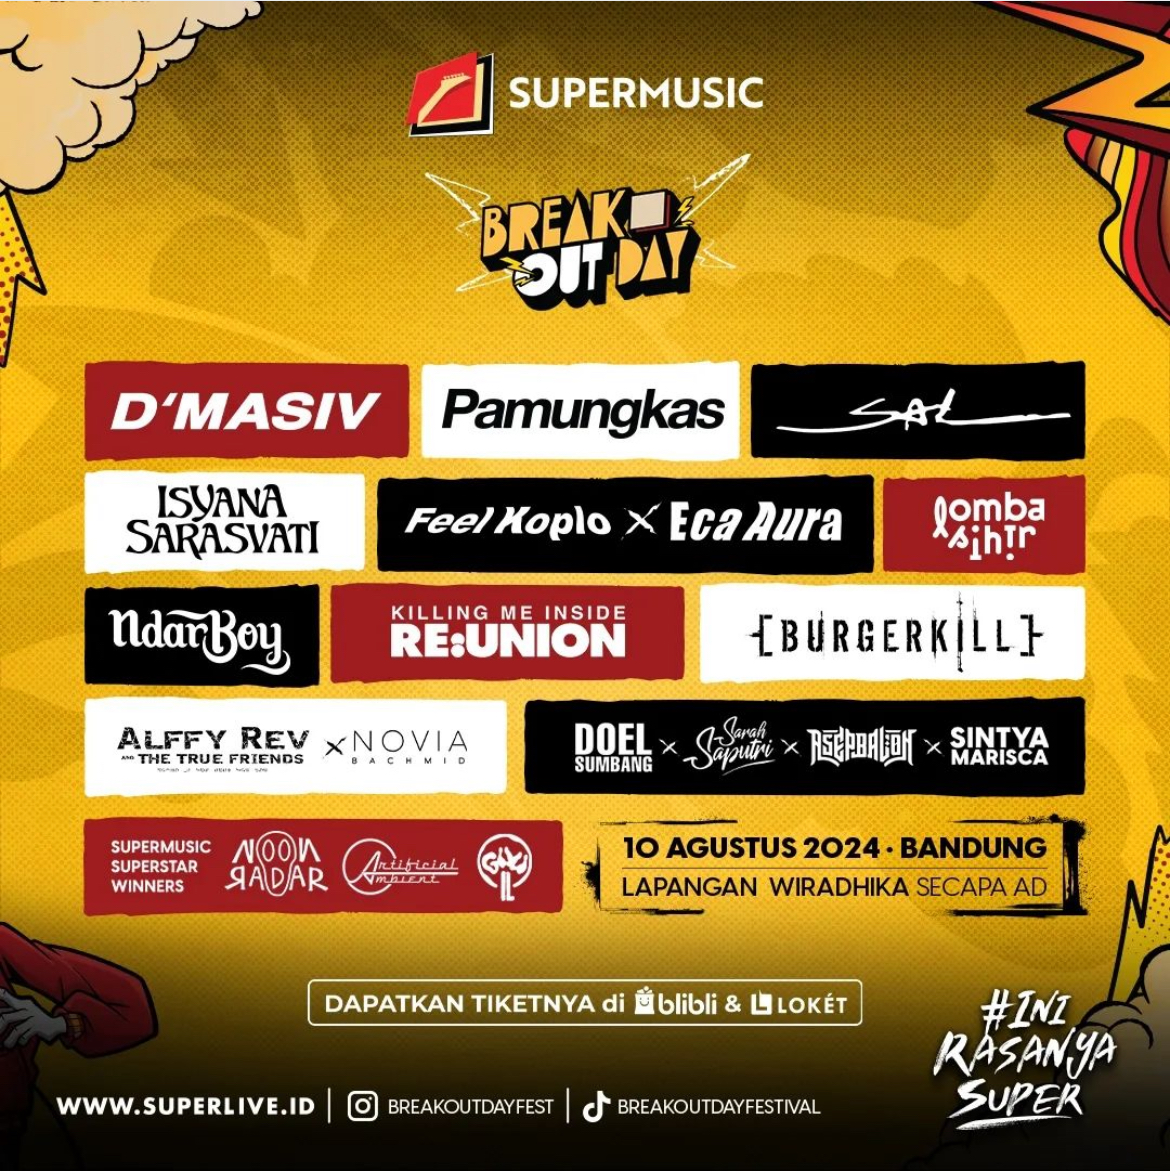 SUPERMUSIC
BREAK
OUT DAY
D'MASIV
Pamungkas
SAL
ISYANA
SARASVATI
Feel Koplo X Eca Aura
lomba
sihir
NdarBoy
KILLING ME INSIDE
RE:UNION
[BURGERKILL]
ALFFY REV
AND THE TRUE FRIENDS
X NOVIA
BACHMID
DOEL
SUMBANG
X Sarah
Saputri
X ASEPBALIAH
X SINTYA
MARISCA
SUPERMUSIC
SUPERSTAR
WINNERS
NOON
RADAR
Artificial
Ambient
10 AGUSTUS 2024 · BANDUNG
LAPANGAN WIRADHIKA SECAPA AD
DAPATKAN TIKETNYA di blibli & LOKÉT
#INI
RASANYA
SUPER
WWW.SUPERLIVE.ID | BREAKOUTDAYFEST | BREAKOUTDAYFESTIVAL